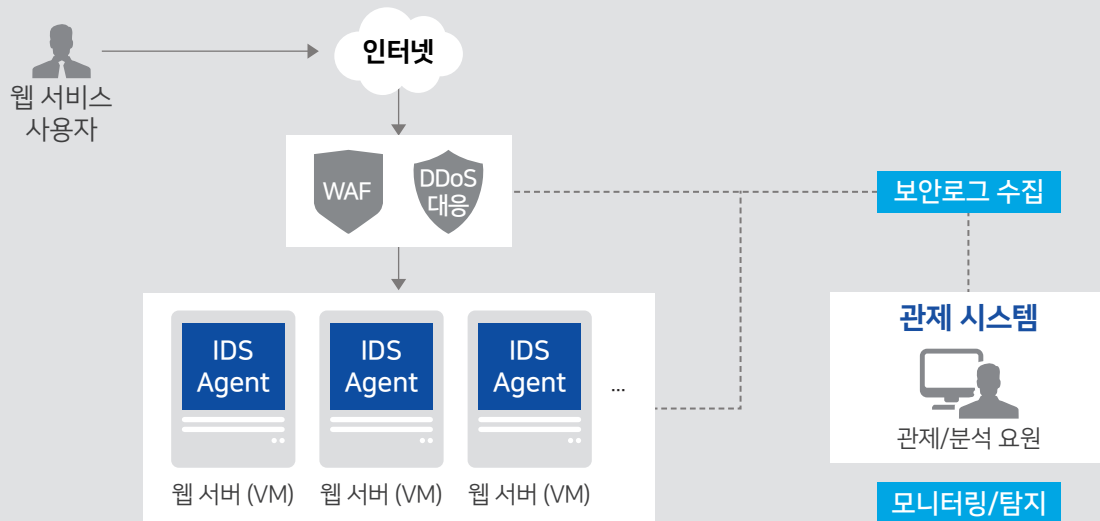 인터넷
웹 서비스
사용자
WAF
DDoS
대응
보안로그 수집
관제 시스템
관제/분석 요원
모니터링/탐지
IDS
Agent
IDS
Agent
IDS
Agent
...
웹 서버 (VM)
웹 서버 (VM)
웹 서버 (VM)